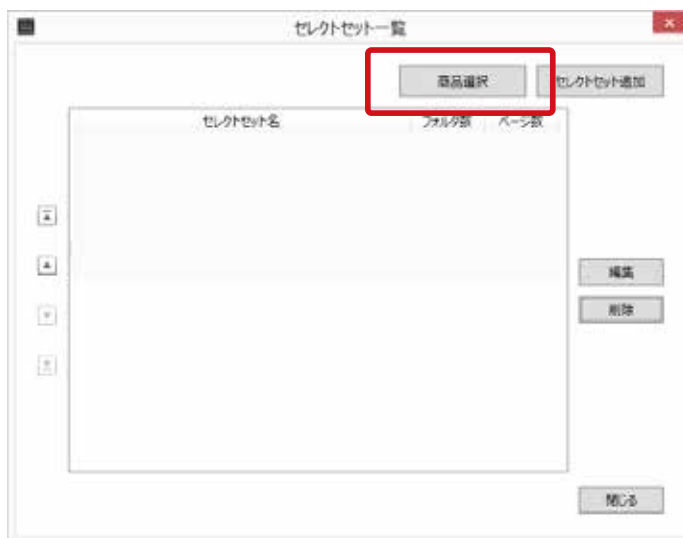 セレクトセット一覧
商品選択
セレクトセット追加
セレクトセット名 フォルダ数 ページ数
編集
削除
閉じる